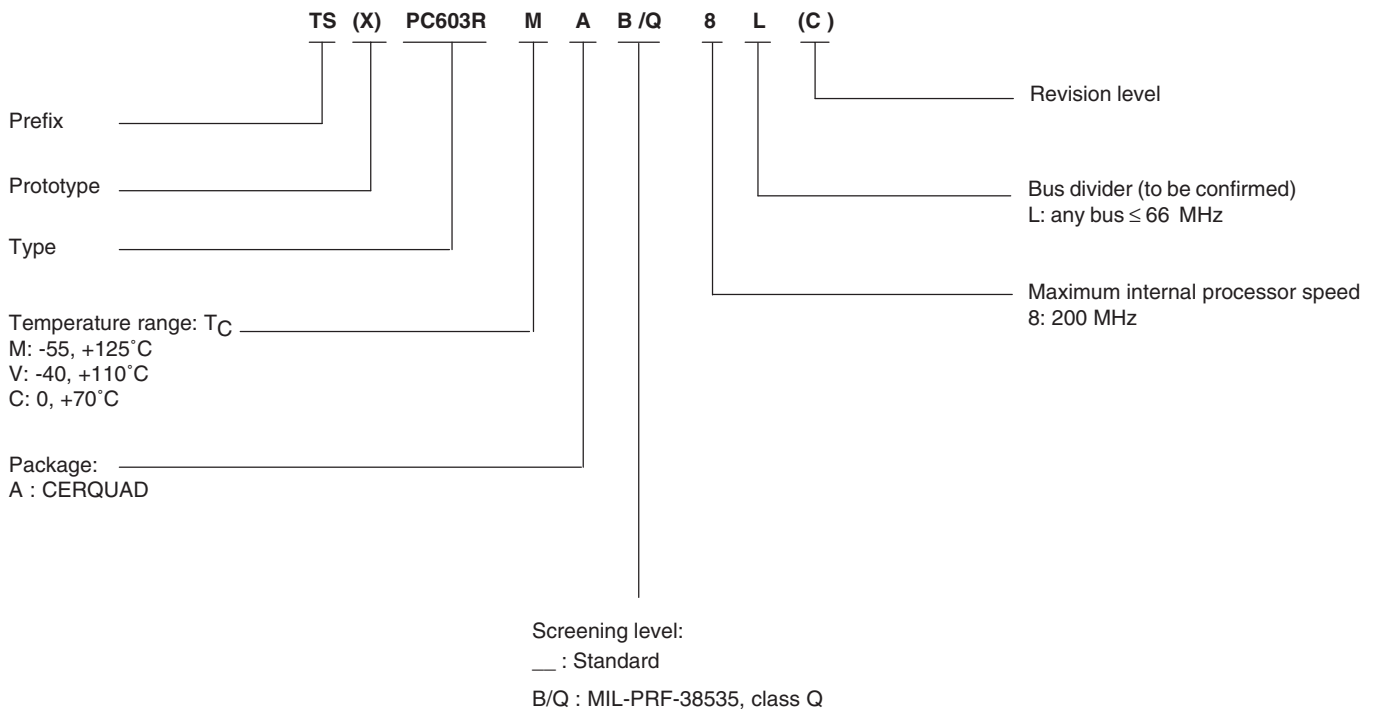 TS (X) PC603R M A B /Q 8 L (C )
Prefix
Prototype
Type
Temperature range: TC
M: -55, +125˚C
V: -40, +110˚C
C: 0, +70˚C
Package:
A : CERQUAD
Screening level:
__ : Standard
B/Q : MIL-PRF-38535, class Q
Revision level
Bus divider (to be confirmed)
L: any bus ≤ 66 MHz
Maximum internal processor speed
8: 200 MHz